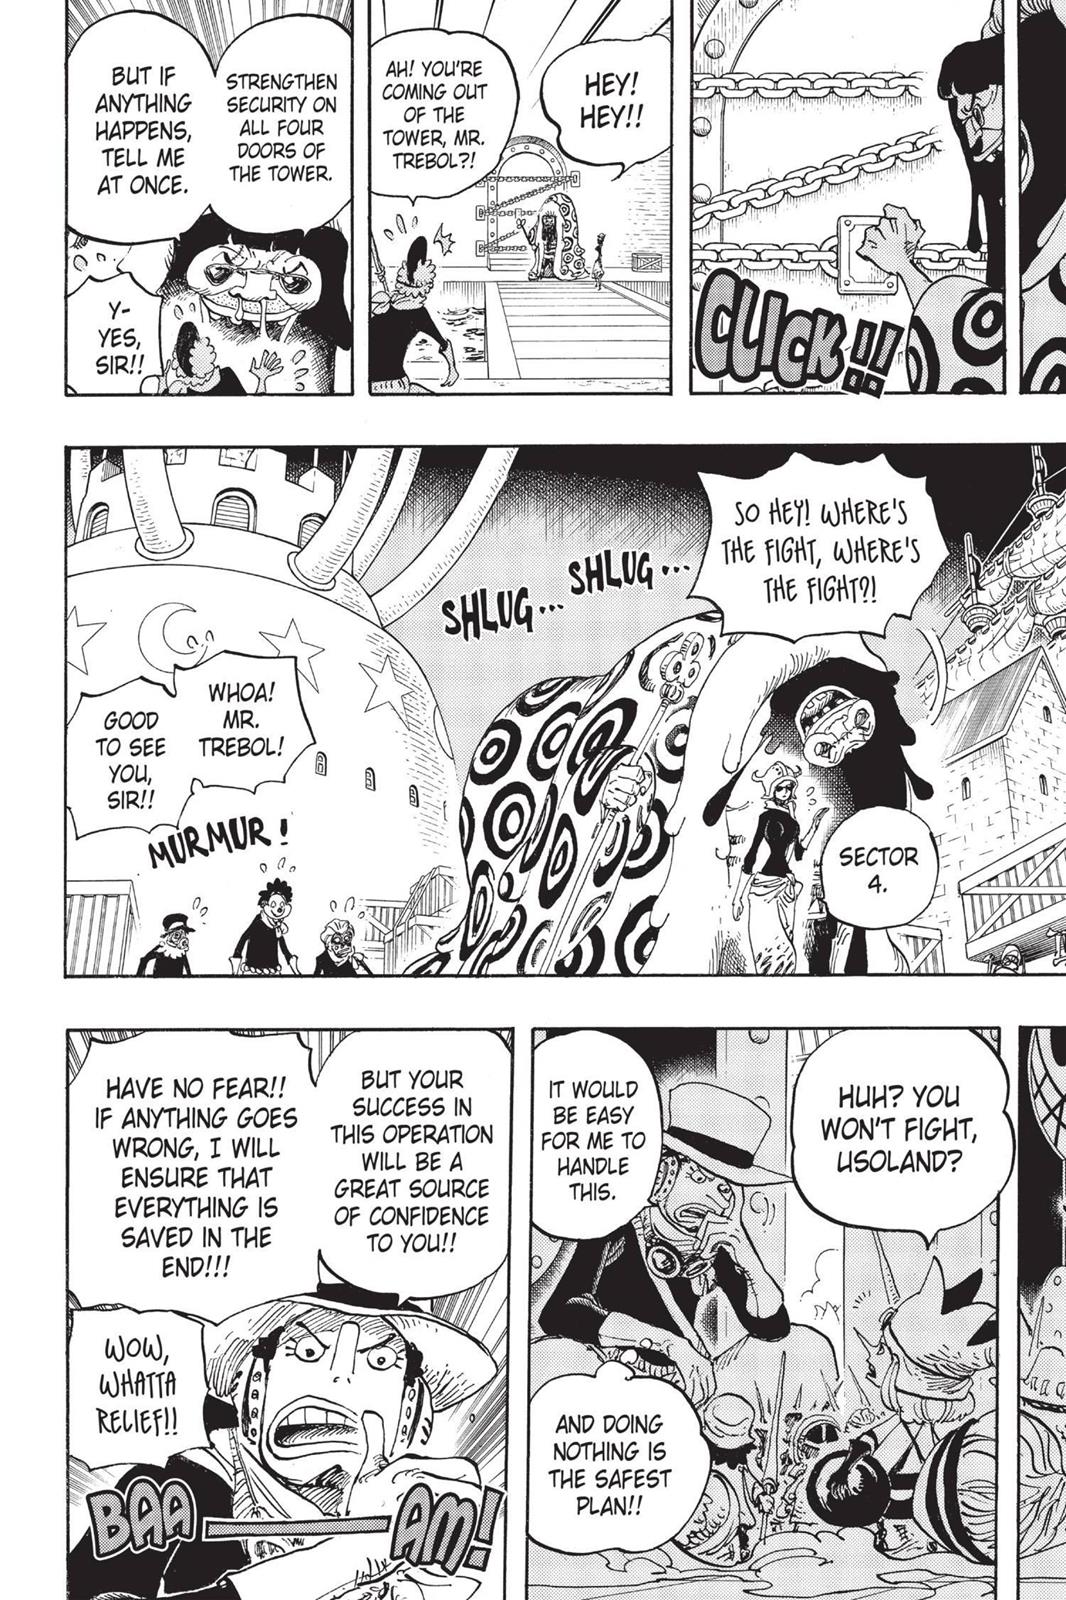 CLICK!!
HEY!
HEY!!
AH! YOU'RE
COMING OUT
OF THE
TOWER, MR.
TREBOL?!
STRENGTHEN
SECURITY ON
ALL FOUR
DOORS OF
THE TOWER.
BUT IF
ANYTHING
HAPPENS,
TELL ME
AT ONCE.
Y-
YES,
SIR!!
SO HEY! WHERE'S
THE FIGHT, WHERE'S
THE FIGHT?!
SECTOR
4.
SHLUG...
SHLUG...
WHOA!
MR.
TREBOL!
GOOD
TO SEE
YOU,
SIR!!
MURMUR!
HUH? YOU
WON'T FIGHT,
USOLAND?
IT WOULD
BE EASY
FOR ME TO
HANDLE
THIS.
AND DOING
NOTHING IS
THE SAFEST
PLAN!!
BUT YOUR
SUCCESS IN
THIS OPERATION
WILL BE A
GREAT SOURCE
OF CONFIDENCE
TO YOU!!
HAVE NO FEAR!!
IF ANYTHING GOES
WRONG, I WILL
ENSURE THAT
EVERYTHING IS
SAVED IN THE
END!!!
WOW,
WHATTA
RELIEF!!
BAA—AM!